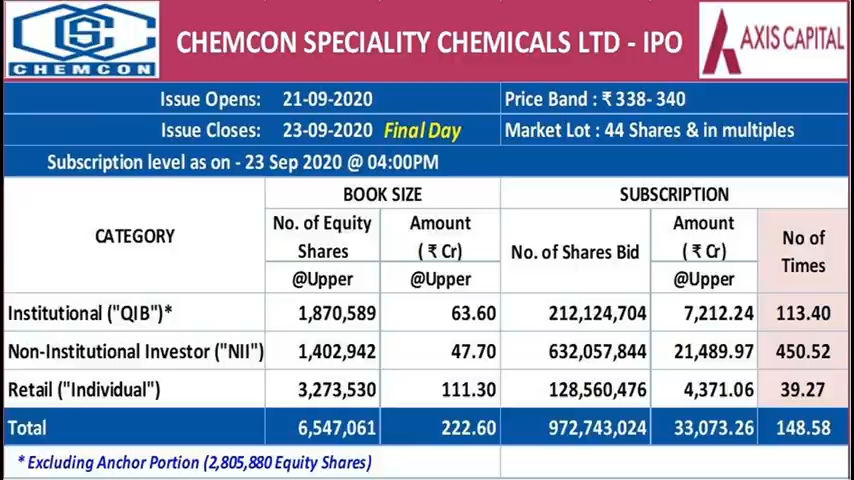 CHEMCON
CHEMCON SPECIALITY CHEMICALS LTD - IPO
AXIS CAPITAL
Issue Opens: 21-09-2020 Price Band : ₹ 338- 340
Issue Closes: 23-09-2020 Final Day Market Lot : 44 Shares & in multiples
Subscription level as on - 23 Sep 2020 @ 04:00PM
CATEGORY BOOK SIZE SUBSCRIPTION
No. of Equity Shares @Upper Amount ( ₹ Cr) @Upper No. of Shares Bid Amount ( ₹ Cr) @Upper No of Times
Institutional ("QIB")* 1,870,589 63.60 212,124,704 7,212.24 113.40
Non-Institutional Investor ("NII") 1,402,942 47.70 632,057,844 21,489.97 450.52
Retail ("Individual") 3,273,530 111.30 128,560,476 4,371.06 39.27
Total 6,547,061 222.60 972,743,024 33,073.26 148.58
* Excluding Anchor Portion (2,805,880 Equity Shares)